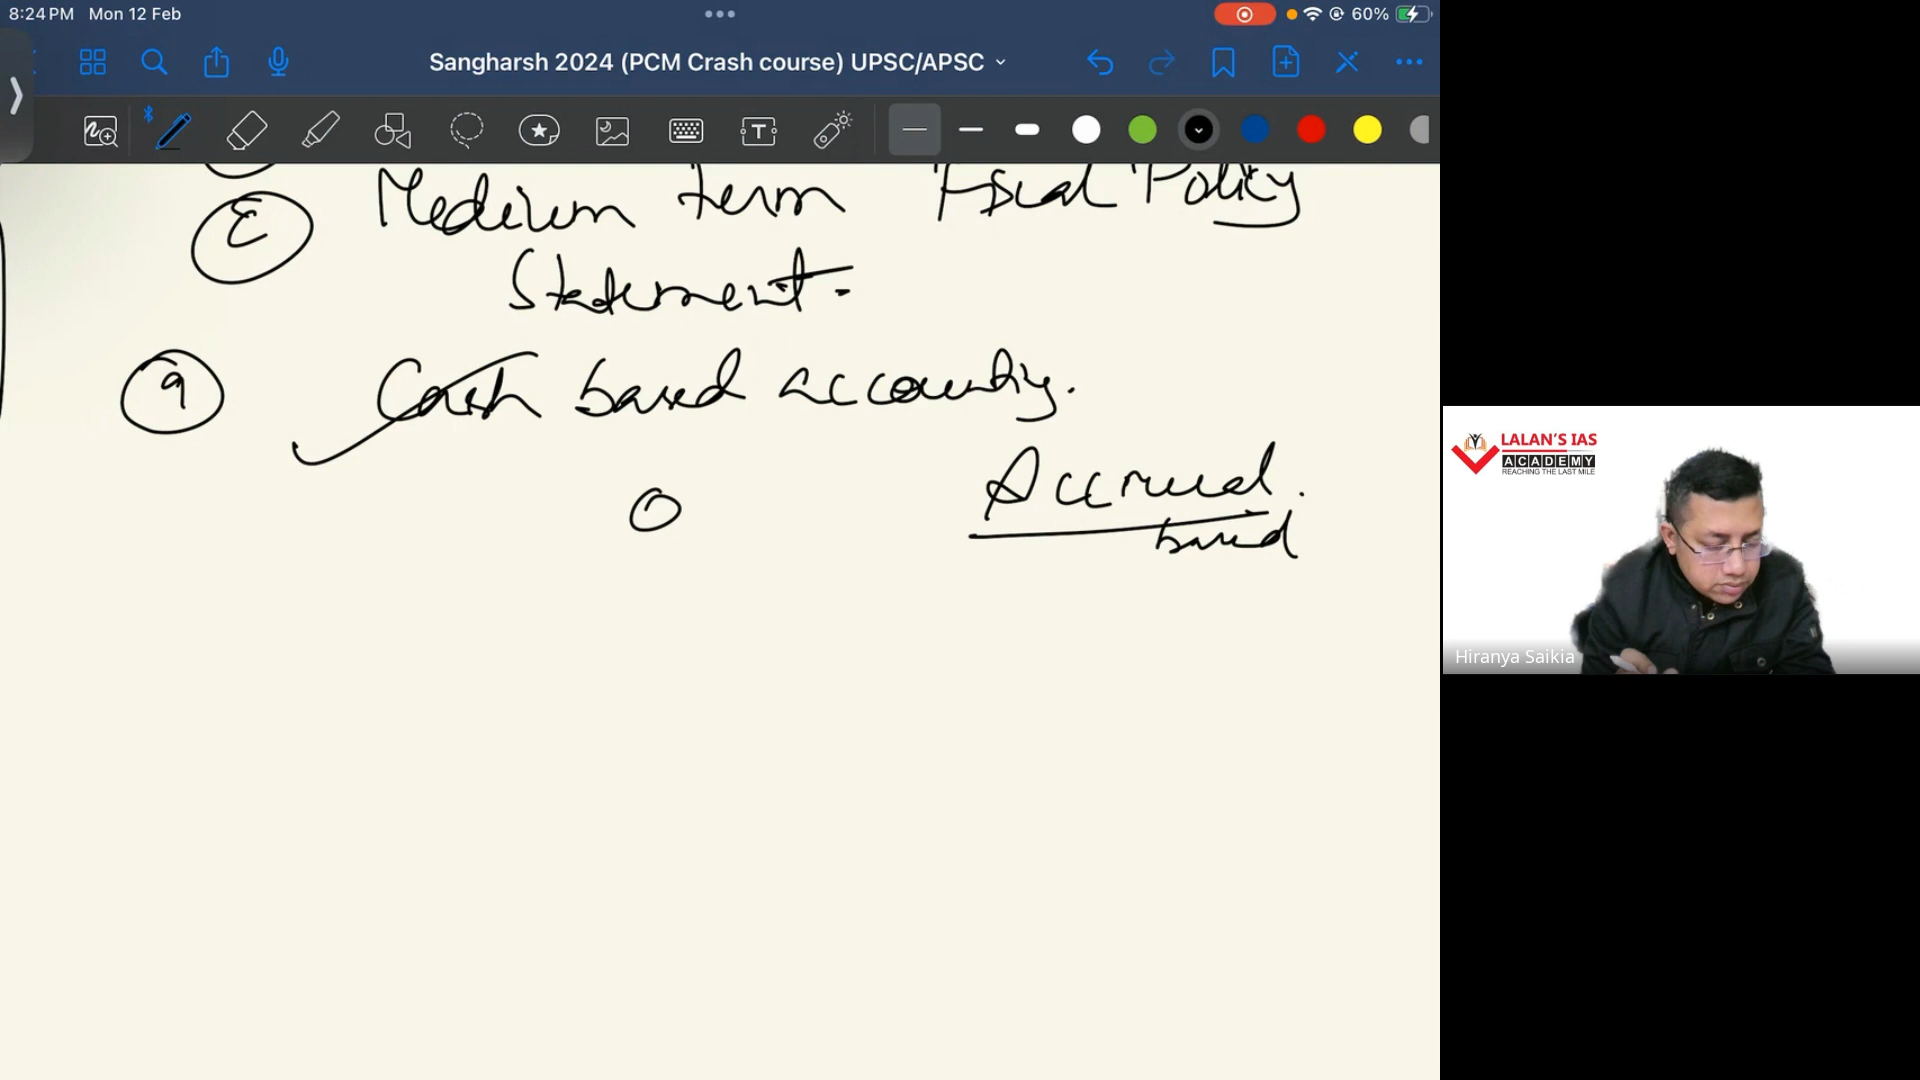 8:24 PM Mon 12 Feb
60%
Sangharsh 2024 (PCM Crash course) UPSC/APSC
T
Medium term Fiscal Policy
Statement
9 Cash based accounting.
Accrual.
based
LALAN'S IAS
ACADEMY
REACHING THE LAST MILE
Hiranya Saikia